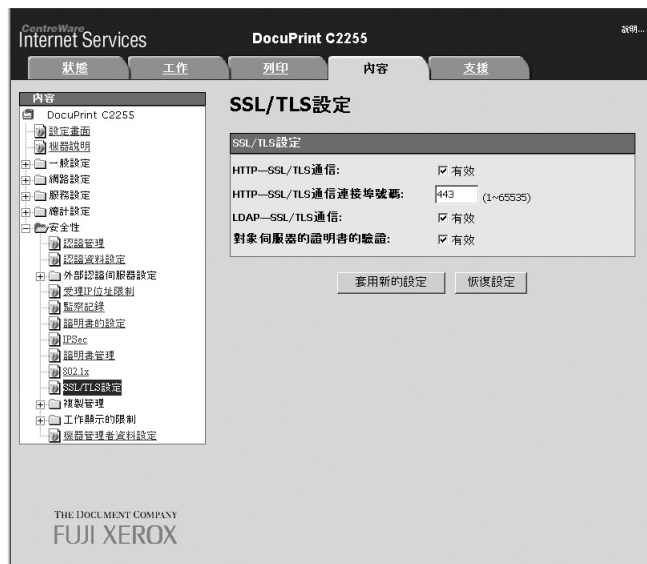 CentreWare
Internet Services
DocuPrint C2255
說明...
狀態
工作
列印
內容
支援
內容
DocuPrint C2255
設定畫面
機器說明
一般設定
網路設定
服務設定
總計設定
安全性
認證管理
認證資料設定
外部認證伺服器設定
受理IP位址限制
監察記錄
證明書的設定
IPSec
證明書管理
802.1x
SSL/TLS設定
複製管理
工作顯示的限制
機器管理者資料設定
SSL/TLS設定
SSL/TLS設定
HTTP—SSL/TLS通信:
有效
HTTP—SSL/TLS通信連接埠號碼:
443 (1~65535)
LDAP—SSL/TLS通信:
有效
對象伺服器的證明書的驗證:
有效
套用新的設定
恢復設定
THE DOCUMENT COMPANY
FUJI XEROX